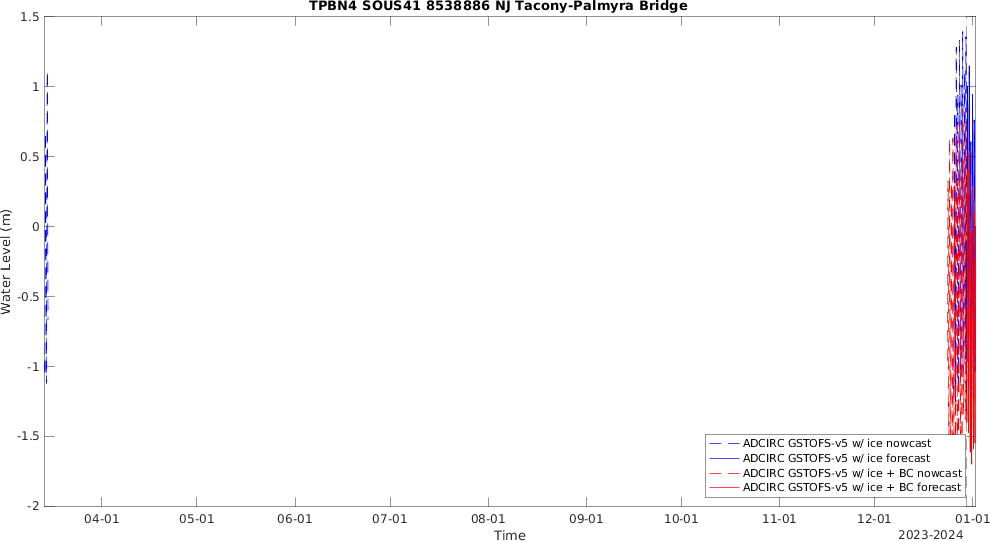 TPBN4 SOUS41 8538886 NJ Tacony-Palmyra Bridge
1.5
1
0.5
0
-0.5
-1
-1.5
-2
Water Level (m)
ADCIRC GSTOFS-v5 w/ ice nowcast
ADCIRC GSTOFS-v5 w/ ice forecast
ADCIRC GSTOFS-v5 w/ ice + BC nowcast
ADCIRC GSTOFS-v5 w/ ice + BC forecast
04-01 05-01 06-01 07-01 08-01 09-01 10-01 11-01 12-01 01-01
Time 2023-2024